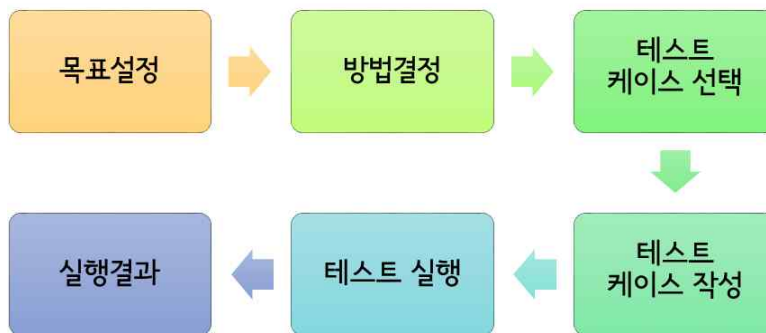 목표설정
방법결정
테스트
케이스 선택
테스트
케이스 작성
테스트 실행
실행결과